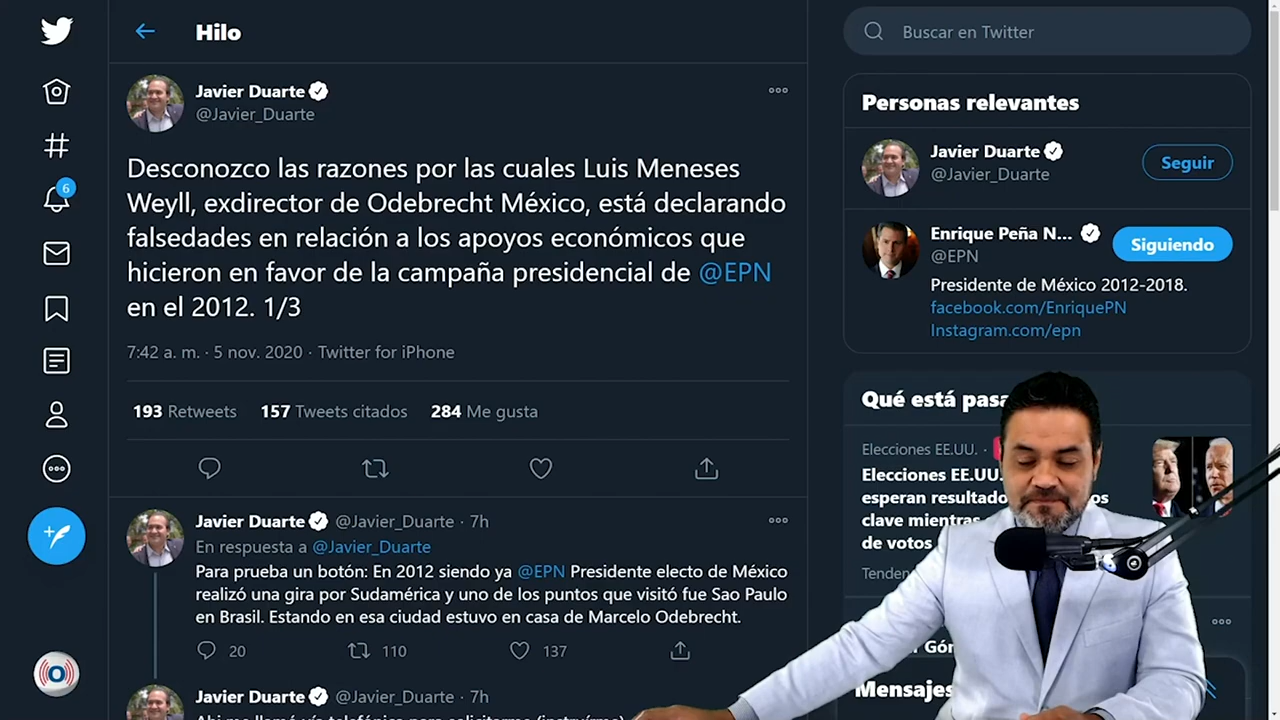 Hilo
Javier Duarte
@Javier_Duarte
Desconozco las razones por las cuales Luis Meneses
Weyll, exdirector de Odebrecht México, está declarando
falsedades en relación a los apoyos económicos que
hicieron en favor de la campaña presidencial de @EPN
en el 2012. 1/3
7:42 a. m. · 5 nov. 2020 · Twitter for iPhone
193 Retweets 157 Tweets citados 284 Me gusta
Javier Duarte @Javier_Duarte · 7h
En respuesta a @Javier_Duarte
Para prueba un botón: En 2012 siendo ya @EPN Presidente electo de México
realizó una gira por Sudamérica y uno de los puntos que visitó fue Sao Paulo
en Brasil. Estando en esa ciudad estuvo en casa de Marcelo Odebrecht.
20 110 137
Javier Duarte @Javier_Duarte · 7h
6
Buscar en Twitter
Personas relevantes
Javier Duarte
@Javier_Duarte
Seguir
Enrique Peña N...
@EPN
Siguiendo
Presidente de México 2012-2018.
facebook.com/EnriquePN
Instagram.com/epn
Qué está
Elecciones EE.UU. ·
Elecciones EE.UU.
esperan
clave mientras
de votos
Mensajes